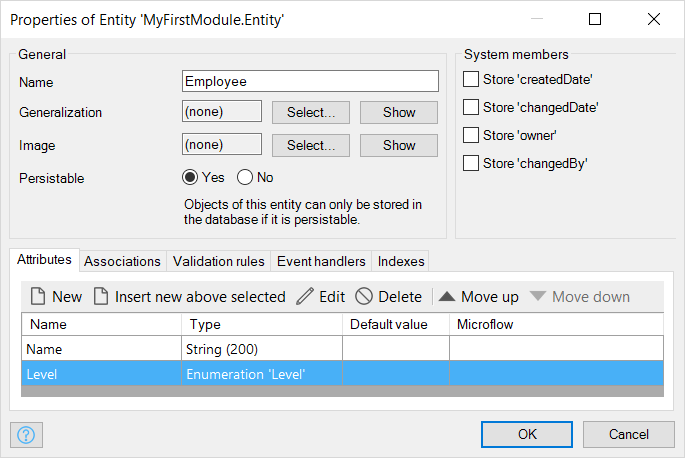 Properties of Entity 'MyFirstModule.Entity'
General
Name
Employee
Generalization
(none)
Select...
Show
Image
(none)
Select...
Show
Persistable
Yes
No
Objects of this entity can only be stored in
the database if it is persistable.
System members
Store 'createdDate'
Store 'changedDate'
Store 'owner'
Store 'changedBy'
Attributes
Associations
Validation rules
Event handlers
Indexes
New
Insert new above selected
Edit
Delete
Move up
Move down
Name
Type
Default value
Microflow
Name
String (200)
Level
Enumeration 'Level'
?
OK
Cancel